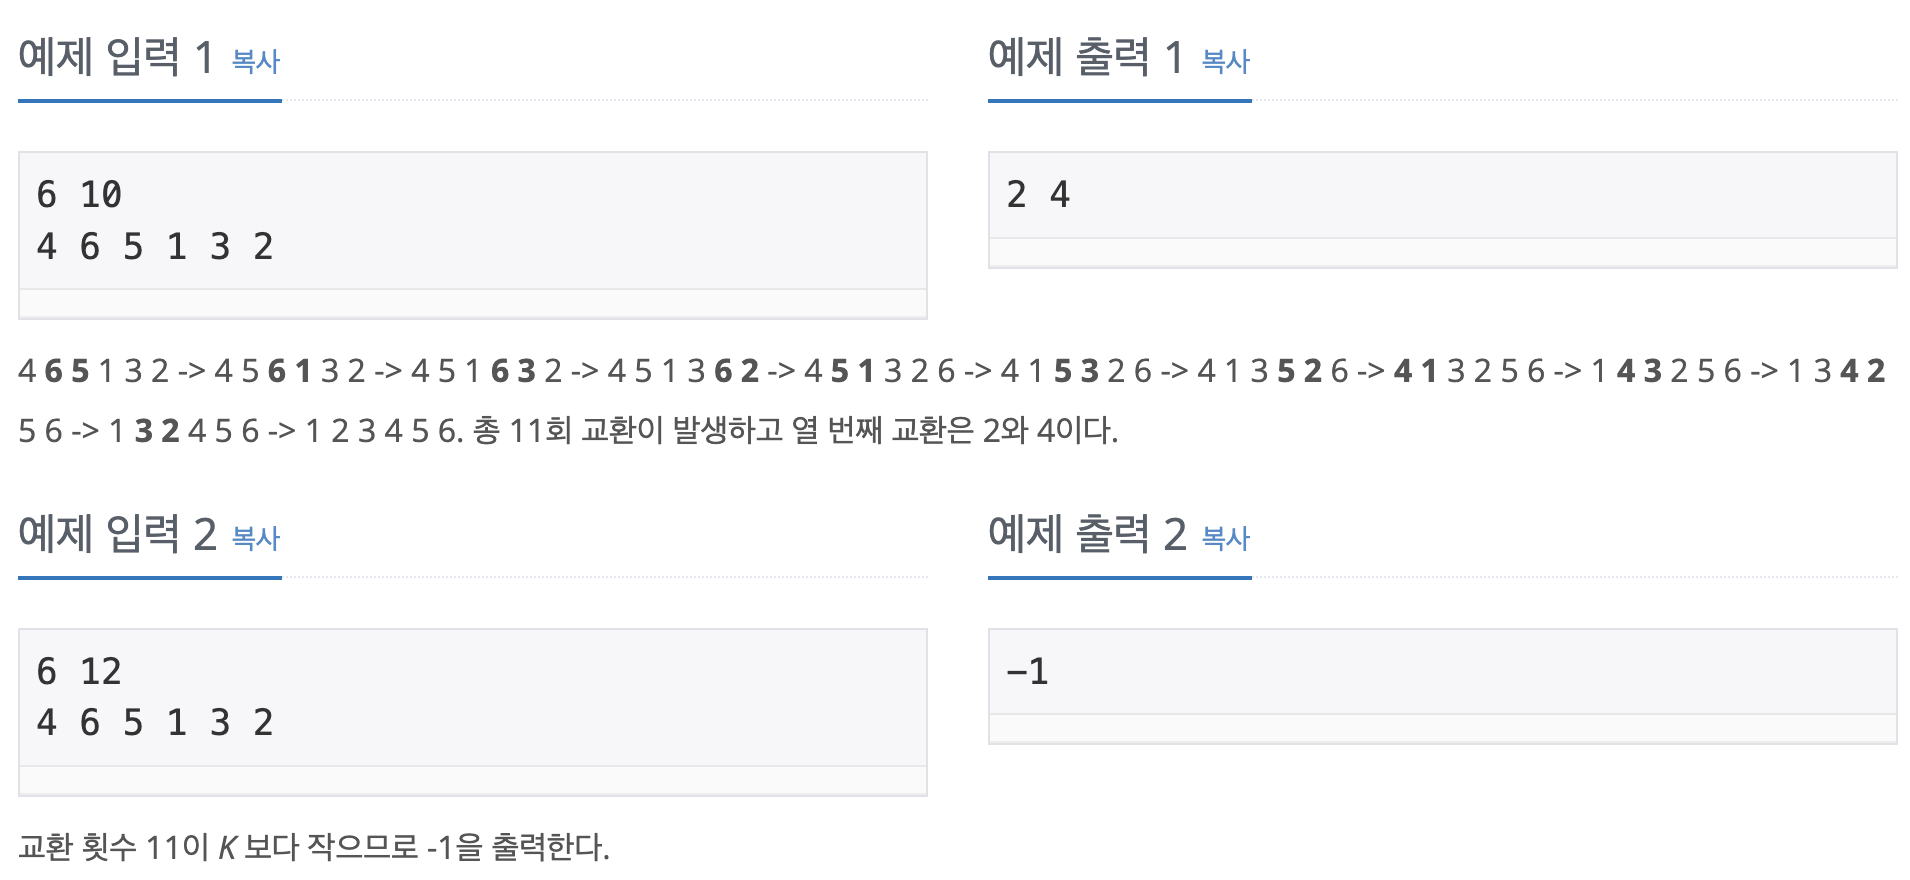 예제 입력 1 복사
예제 출력 1 복사
6 10
4 6 5 1 3 2
2 4
4 6 5 1 3 2 -> 4 5 6 1 3 2 -> 4 5 1 6 3 2 -> 4 5 1 3 6 2 -> 4 5 1 3 2 6 -> 4 1 5 3 2 6 -> 4 1 3 5 2 6 -> 4 1 3 2 5 6 -> 1 4 3 2 5 6 -> 1 3 4 2
5 6 -> 1 3 2 4 5 6 -> 1 2 3 4 5 6. 총 11회 교환이 발생하고 열 번째 교환은 2와 4이다.
예제 입력 2 복사
예제 출력 2 복사
6 12
4 6 5 1 3 2
-1
교환 횟수 11이 K 보다 작으므로 -1을 출력한다.